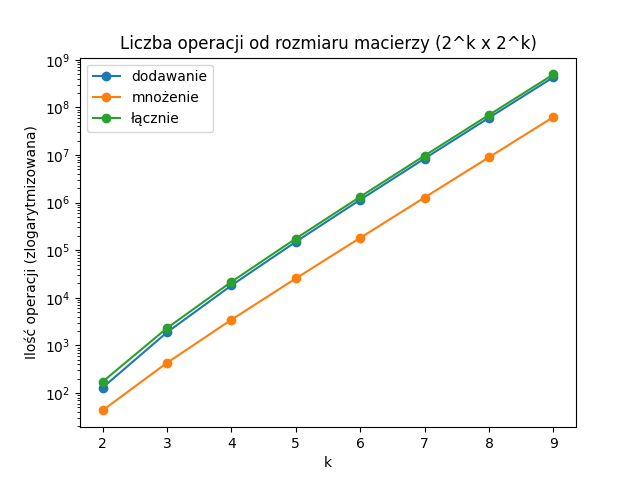 Liczba operacji od rozmiaru macierzy (2^k x 2^k)
dodawanie
mnożenie
łącznie
Ilość operacji (zlogarytmizowana)
10^9
10^8
10^7
10^6
10^5
10^4
10^3
10^2
2 3 4 5 6 7 8 9
k